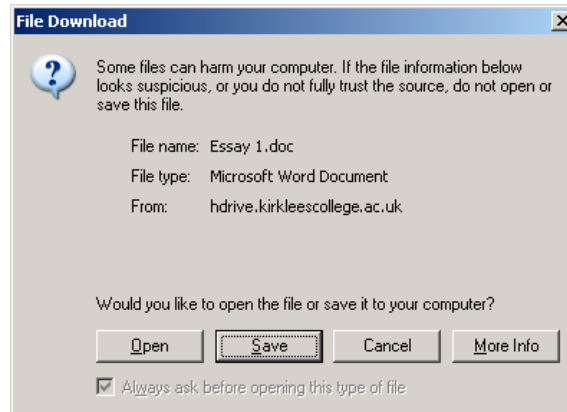 File Download
Some files can harm your computer. If the file information below
looks suspicious, or you do not fully trust the source, do not open or
save this file.
File name: Essay 1.doc
File type: Microsoft Word Document
From: hdrive.kirkleescollege.ac.uk
Would you like to open the file or save it to your computer?
Open Save Cancel More Info
Always ask before opening this type of file